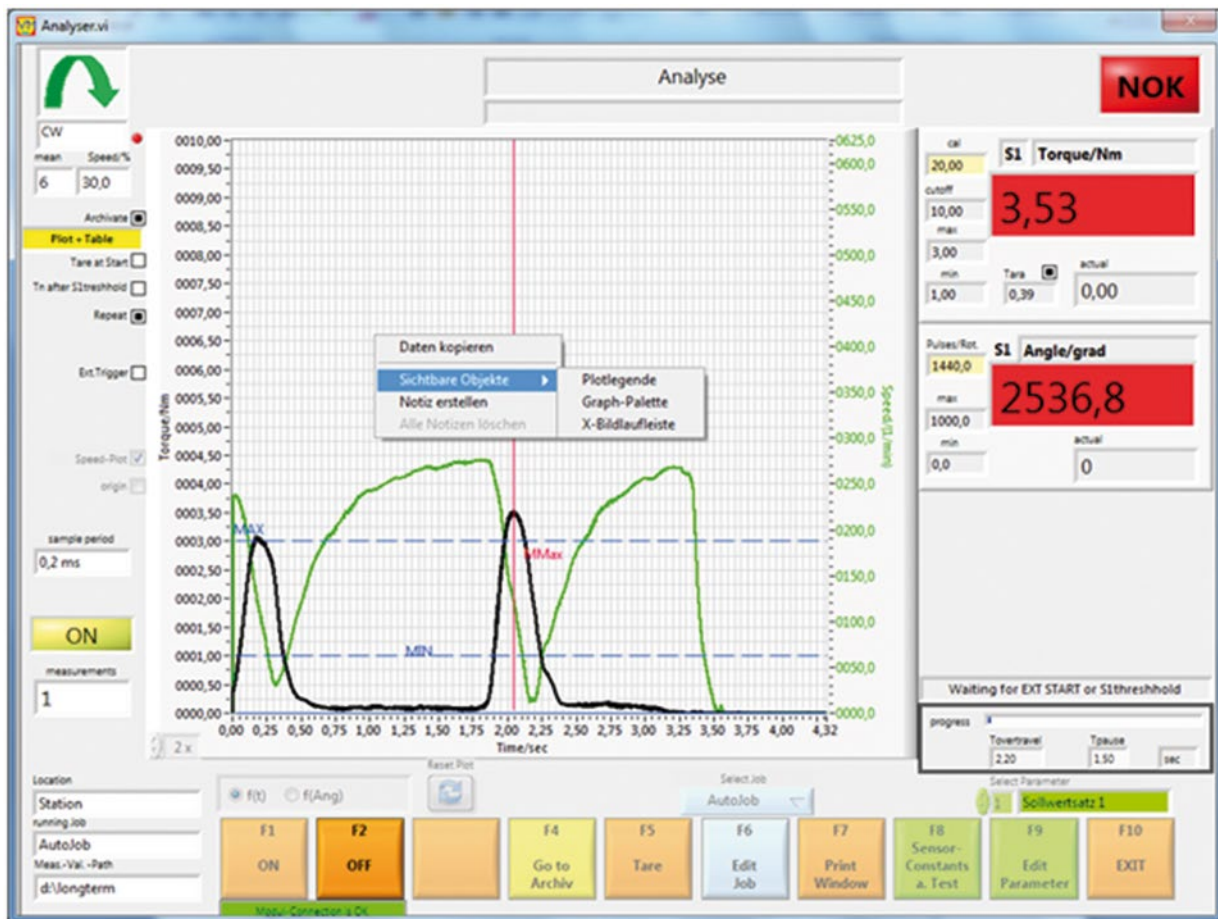 Analyser.vi
Analyse
NOK
CW
mean
Speed/%
6
30,0
Archivate
Plot + Table
Tare at Start
Tn after S1treshhold
Repeat
Ext.Trigger
Speed-Plot
origin
sample period
0,2 ms
ON
measurements
1
0010,00
0009,50
0009,00
0008,50
0008,00
0007,50
0007,00
0006,50
0006,00
0005,50
0005,00
0004,50
0004,00
0003,50
0003,00
0002,50
0002,00
0001,50
0001,00
0000,50
0000,00
Torque/Nm
0625,0
0600,0
0550,0
0500,0
0450,0
0400,0
0350,0
0300,0
0250,0
0200,0
0150,0
0100,0
0050,0
0000,0
Speed/(1/min)
Daten kopieren
Sichtbare Objekte
Notiz erstellen
Alle Notizen löschen
Plotlegende
Graph-Palette
X-Bildlaufleiste
MAX
MMax
MIN
0,00 0,25 0,50 0,75 1,00 1,25 1,50 1,75 2,00 2,25 2,50 2,75 3,00 3,25 3,50 3,75 4,00 4,32
Time/sec
2 x
cal
20,00
cutoff
10,00
max
3,00
min
1,00
S1 Torque/Nm
3,53
Tara
0,39
actual
0,00
Pulses/Rot.
1440,0
max
1000,0
min
0,0
S1 Angle/grad
2536,8
actual
0
Waiting for EXT START or S1threshhold
progress
Tovertravel
2.20
Tpause
1.50
sec
Location
Station
running Job
AutoJob
Meas.-Val. -Path
d:\longterm
f(t)
f(Ang)
Reset Plot
Select Job
AutoJob
Select Parameter
1
Sollwertsatz 1
F1
ON
F2
OFF
F4
Go to
Archiv
F5
Tare
F6
Edit
Job
F7
Print
Window
F8
Sensor-
Constants
a. Test
F9
Edit
Parameter
F10
EXIT
Modul-Connection is OK